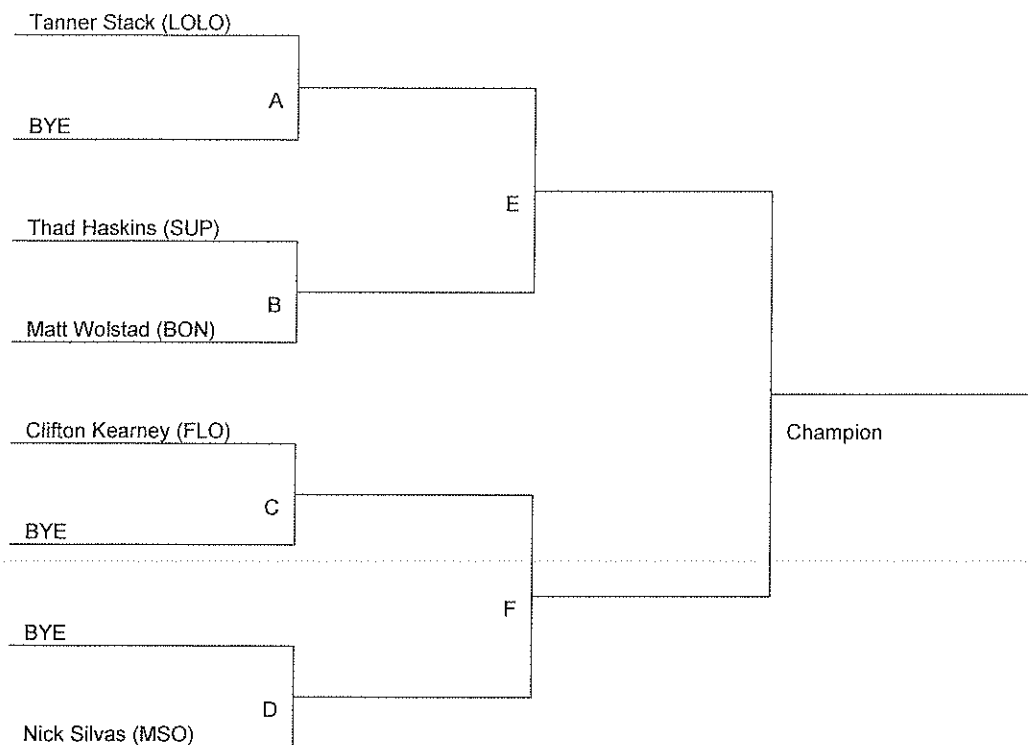 Tanner Stack (LOLO)
A
BYE
E
Thad Haskins (SUP)
B
Matt Wolstad (BON)
Clifton Kearney (FLO)
Champion
C
BYE
F
BYE
D
Nick Silvas (MSO)